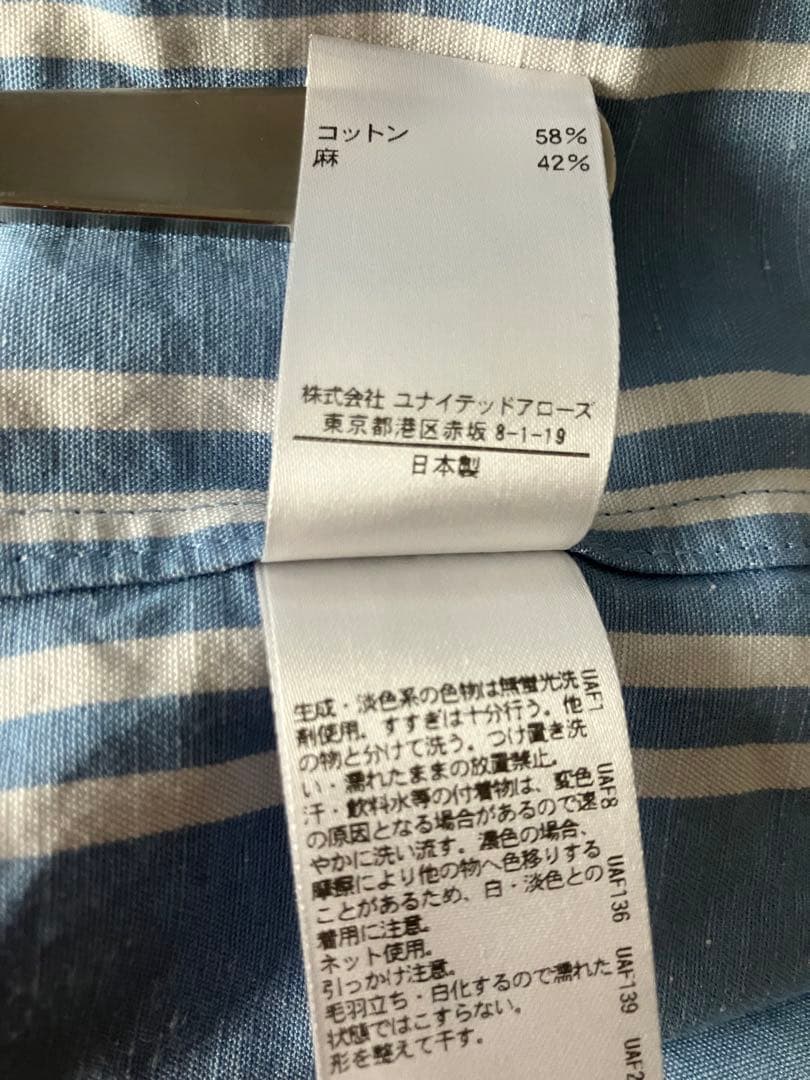 コットン 58%
麻 42%
株式会社 ユナイテッドアローズ
東京都港区赤坂 8-1-19
日本製
生成・淡色系の色物は無蛍光洗
剤使用。すすぎは十分行う。他
の物と分けて洗う。つけ置き洗
い・濡れたままの放置禁止。
汗・飲料水等の付着物は、変色
の原因となる場合があるので速
やかに洗い流す。濃色の場合、
摩擦により他の物へ色移りする
ことがあるため、白・淡色との
着用に注意。
ネット使用。
引っかけ注意。
毛羽立ち・白化するので濡れた
状態ではこすらない。
形を整えて干す。
UAF1
UAF8
UAF136
UAF139